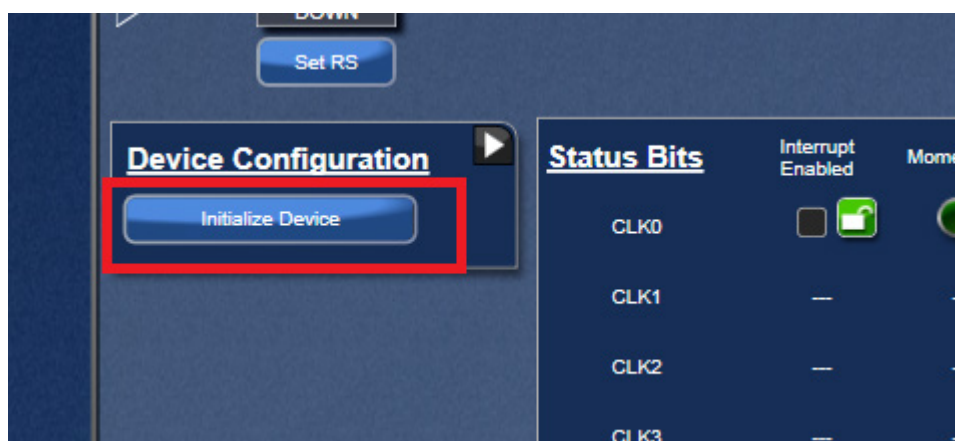 DOWN
Set RS
Device Configuration
Initialize Device
Status Bits
Interrupt
Enabled
CLK0
CLK1 ---
CLK2 ---
CLK3 ---